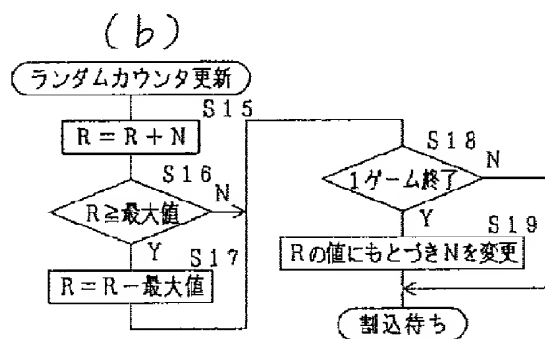 (b)
ランダムカウンタ更新
S15
R=R+N
S16
R≧最大値
N
Y
S17
R=R−最大値
S18
1ゲーム終了
N
Y
S19
Rの値にもとづきNを変更
割込待ち